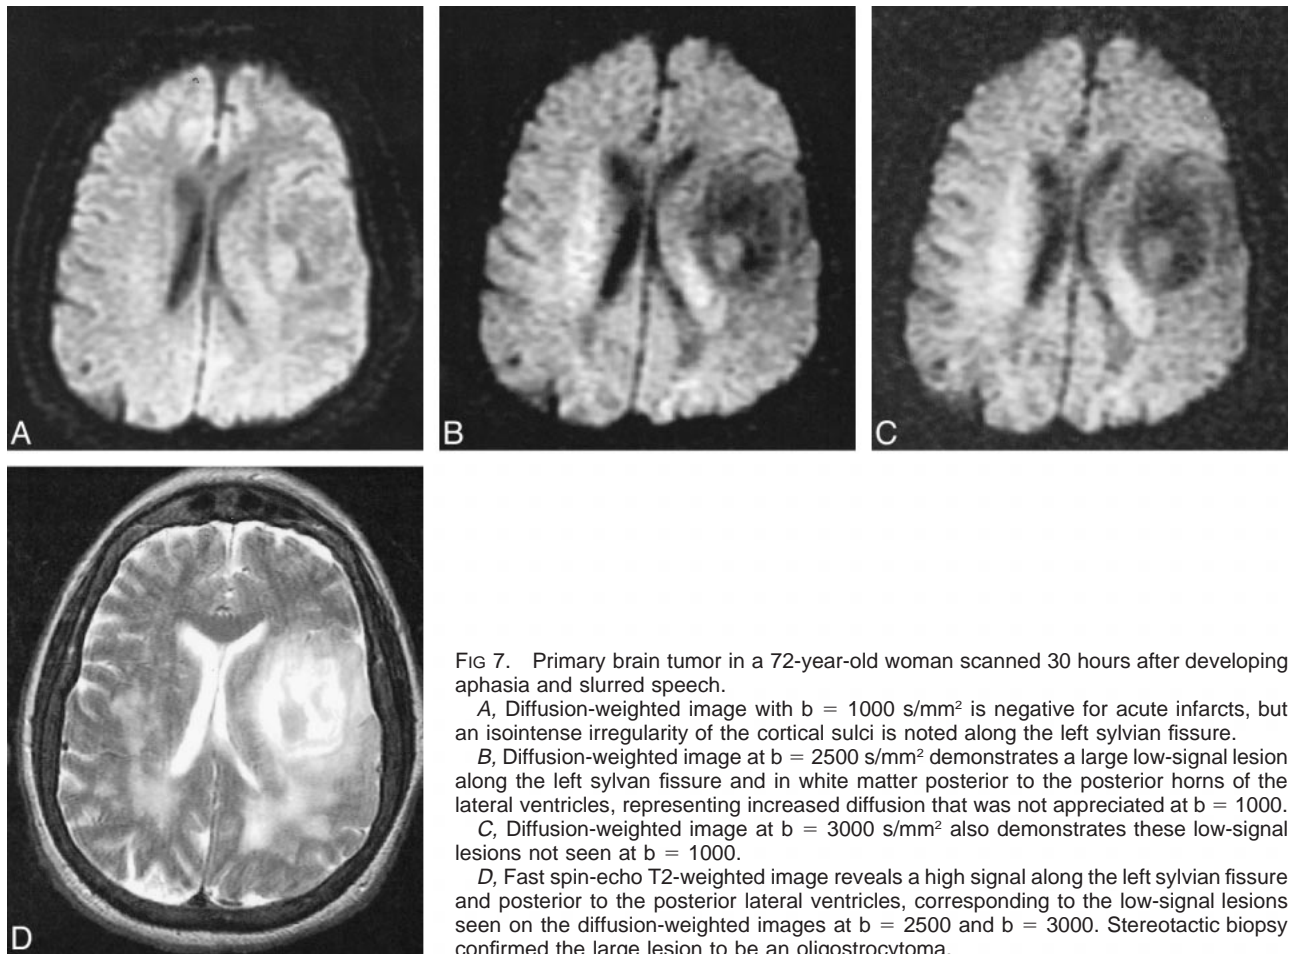 A
B
C
D
FIG 7. Primary brain tumor in a 72-year-old woman scanned 30 hours after developing
aphasia and slurred speech.
A, Diffusion-weighted image with b = 1000 s/mm² is negative for acute infarcts, but
an isointense irregularity of the cortical sulci is noted along the left sylvian fissure.
B, Diffusion-weighted image at b = 2500 s/mm² demonstrates a large low-signal lesion
along the left sylvan fissure and in white matter posterior to the posterior horns of the
lateral ventricles, representing increased diffusion that was not appreciated at b = 1000.
C, Diffusion-weighted image at b = 3000 s/mm² also demonstrates these low-signal
lesions not seen at b = 1000.
D, Fast spin-echo T2-weighted image reveals a high signal along the left sylvian fissure
and posterior to the posterior lateral ventricles, corresponding to the low-signal lesions
seen on the diffusion-weighted images at b = 2500 and b = 3000. Stereotactic biopsy
confirmed the large lesion to be an oligostrocytoma.